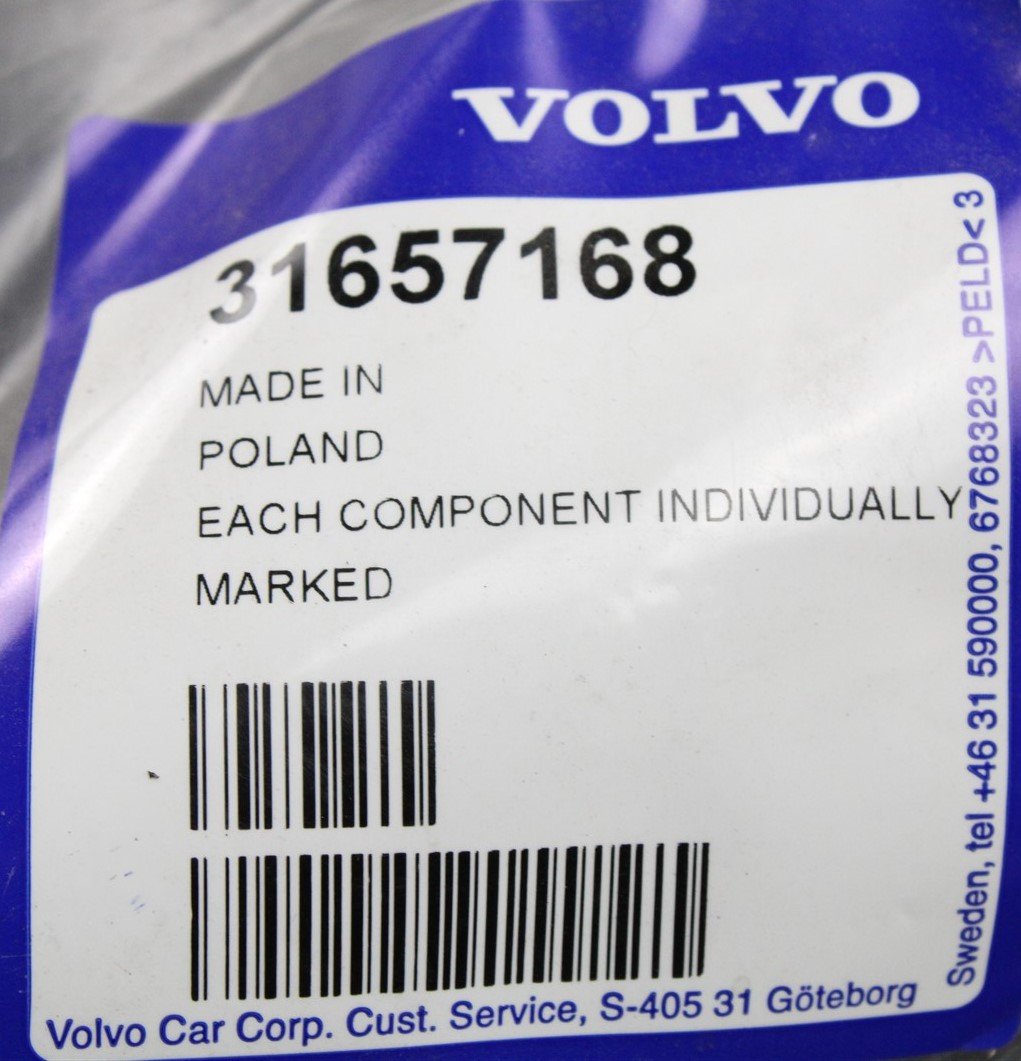 VOLVO
31657168
MADE IN
POLAND
EACH COMPONENT INDIVIDUALLY
MARKED
Volvo Car Corp. Cust. Service, S-405 31 Göteborg
Sweden, tel +46 31 590000, 6768323 >PELD< 3